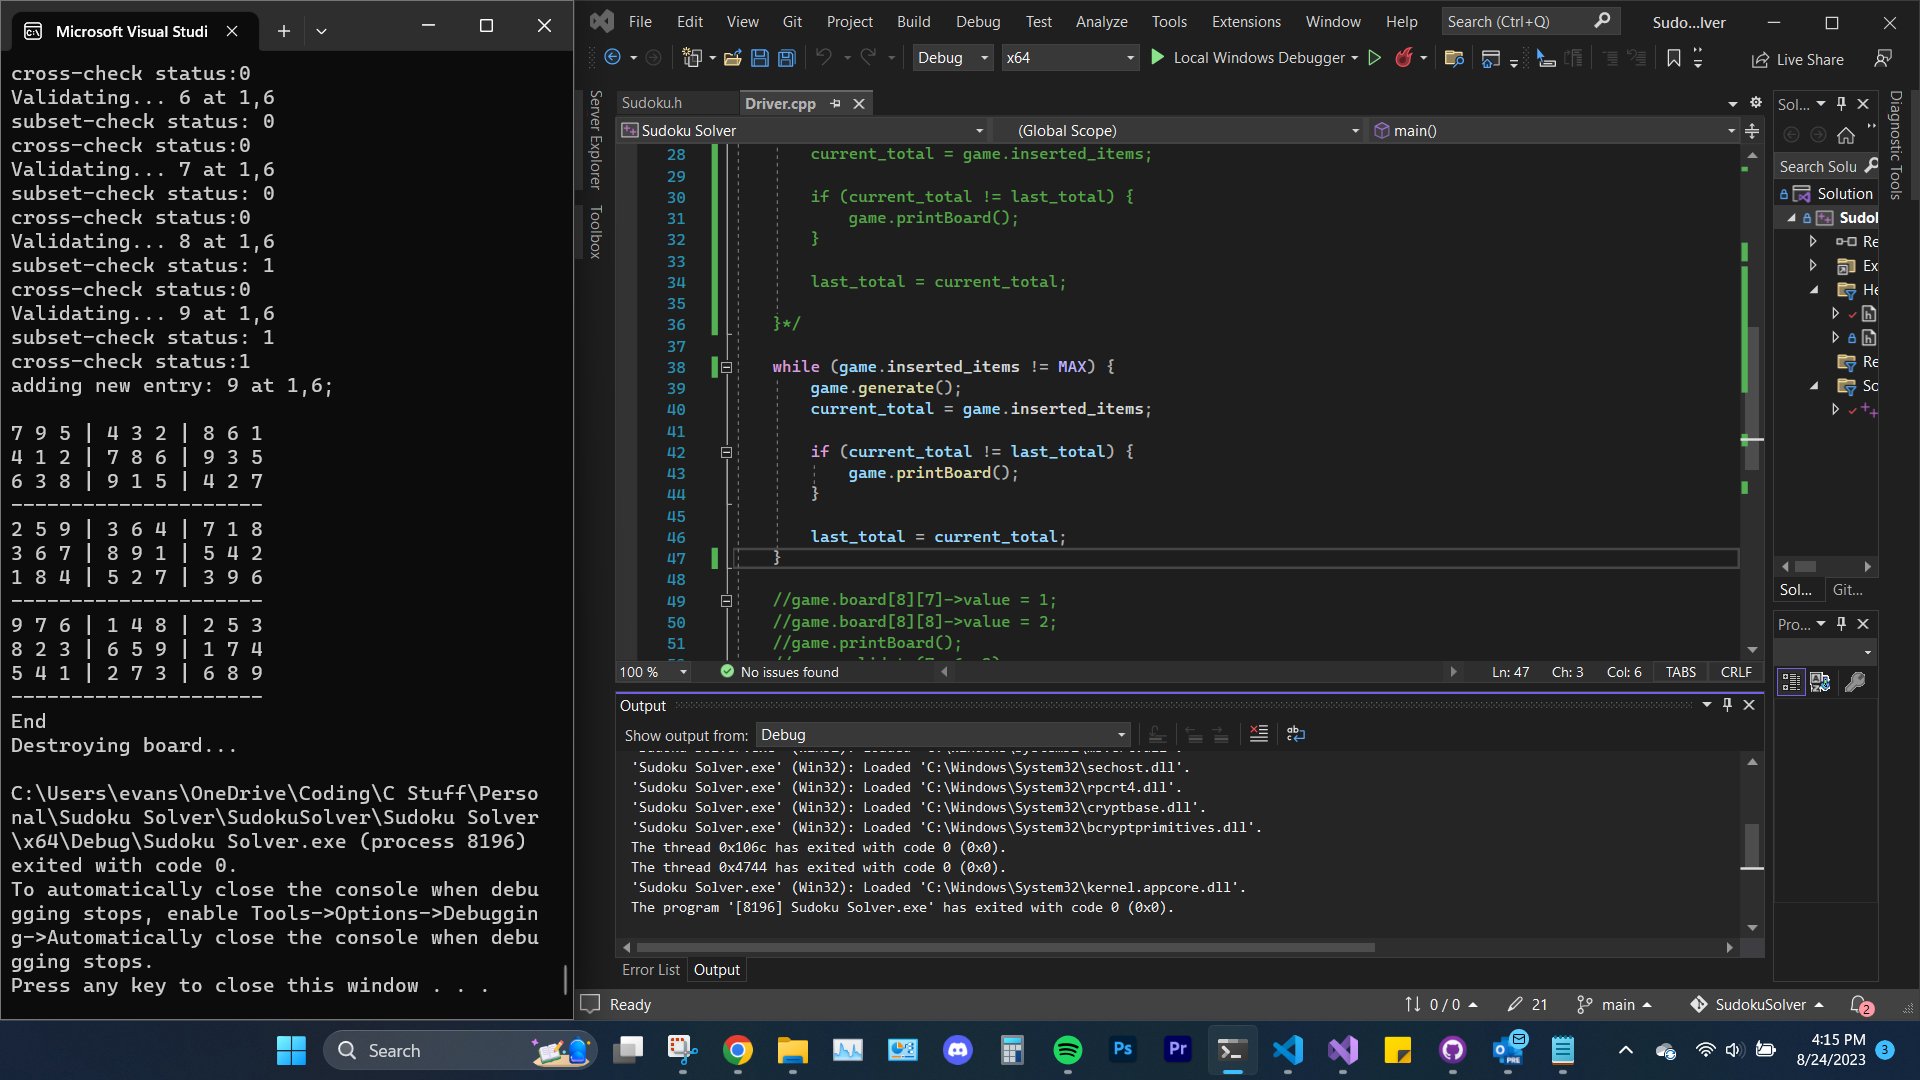 Microsoft Visual Studi
cross-check status:0
Validating... 6 at 1,6
subset-check status: 0
cross-check status:0
Validating... 7 at 1,6
subset-check status: 0
cross-check status:0
Validating... 8 at 1,6
subset-check status: 1
cross-check status:0
Validating... 9 at 1,6
subset-check status: 1
cross-check status:1
adding new entry: 9 at 1,6;
7 9 5 | 4 3 2 | 8 6 1
4 1 2 | 7 8 6 | 9 3 5
6 3 8 | 9 1 5 | 4 2 7
---------------------
2 5 9 | 3 6 4 | 7 1 8
3 6 7 | 8 9 1 | 5 4 2
1 8 4 | 5 2 7 | 3 9 6
---------------------
9 7 6 | 1 4 8 | 2 5 3
8 2 3 | 6 5 9 | 1 7 4
5 4 1 | 2 7 3 | 6 8 9
---------------------
End
Destroying board...
C:\Users\evans\OneDrive\Coding\C Stuff\Perso
nal\Sudoku Solver\SudokuSolver\Sudoku Solver
\x64\Debug\Sudoku Solver.exe (process 8196)
exited with code 0.
To automatically close the console when debu
gging stops, enable Tools->Options->Debuggin
g->Automatically close the console when debu
gging stops.
Press any key to close this window . . .
File Edit View Git Project Build Debug Test Analyze Tools Extensions Window Help Search (Ctrl+Q) Sudo...lver
Debug x64 Local Windows Debugger Live Share
Server Explorer
Toolbox
Sudoku.h Driver.cpp
Sudoku Solver (Global Scope) main()
28 current_total = game.inserted_items;
29
30 if (current_total != last_total) {
31 game.printBoard();
32 }
33
34 last_total = current_total;
35
36 }*/
37
38 while (game.inserted_items != MAX) {
39 game.generate();
40 current_total = game.inserted_items;
41
42 if (current_total != last_total) {
43 game.printBoard();
44 }
45
46 last_total = current_total;
47 }
48
49 //game.board[8][7]->value = 1;
50 //game.board[8][8]->value = 2;
51 //game.printBoard();
100 % No issues found Ln: 47 Ch: 3 Col: 6 TABS CRLF
Output
Show output from: Debug
'Sudoku Solver.exe' (Win32): Loaded 'C:\Windows\System32\sechost.dll'.
'Sudoku Solver.exe' (Win32): Loaded 'C:\Windows\System32\rpcrt4.dll'.
'Sudoku Solver.exe' (Win32): Loaded 'C:\Windows\System32\cryptbase.dll'.
'Sudoku Solver.exe' (Win32): Loaded 'C:\Windows\System32\bcryptprimitives.dll'.
The thread 0x106c has exited with code 0 (0x0).
The thread 0x4744 has exited with code 0 (0x0).
'Sudoku Solver.exe' (Win32): Loaded 'C:\Windows\System32\kernel.appcore.dll'.
The program '[8196] Sudoku Solver.exe' has exited with code 0 (0x0).
Error List Output
Sol...
Search Solu
Solution
Sudol
Re
Ex
He
Re
So
Sol... Git...
Pro...
Diagnostic Tools
Ready 0 / 0 21 main SudokuSolver 2
Search Ps Pr PRE
4:15 PM
8/24/2023 3